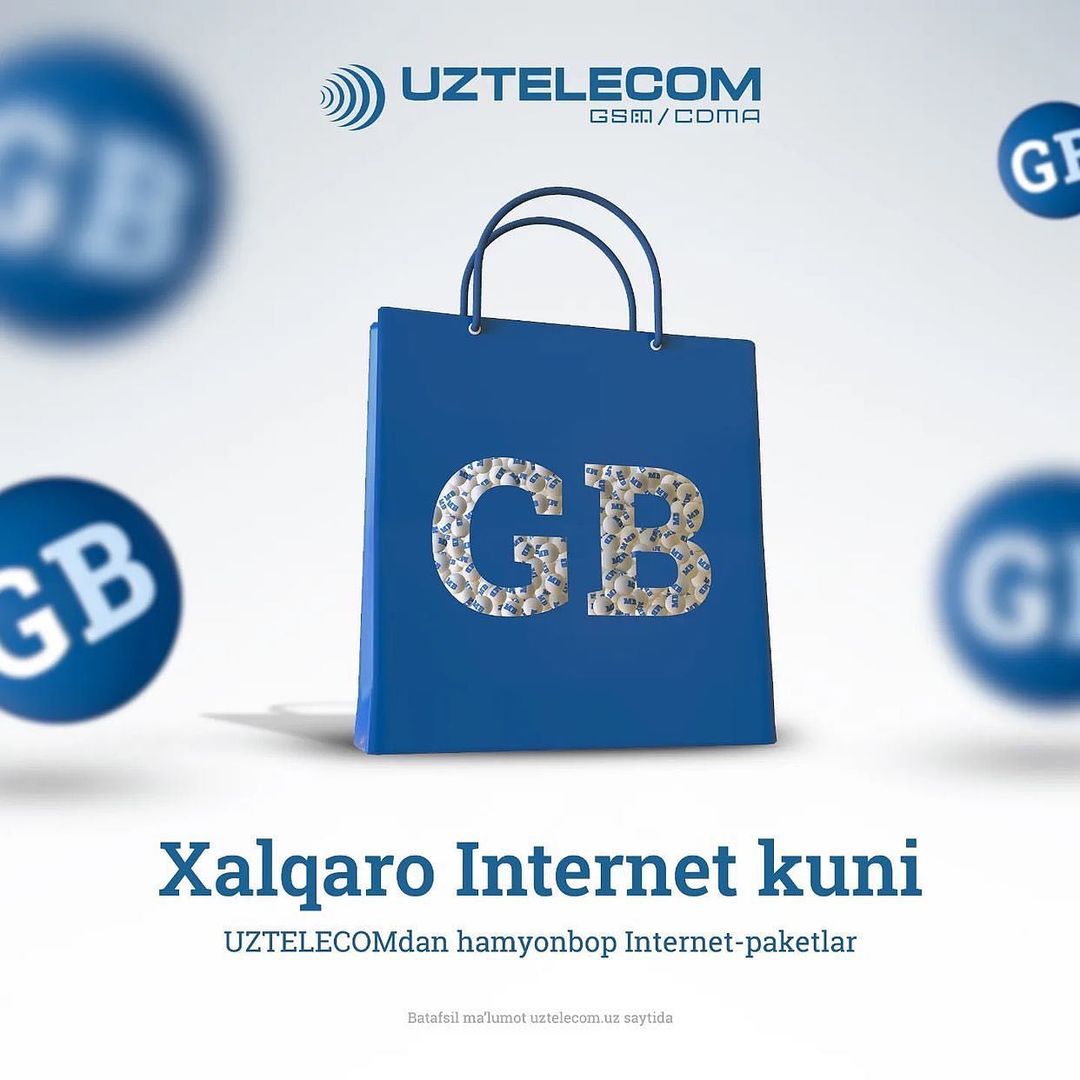 UZTELECOM
GSM/CDMA
GB
GB
GB
GB
GB
Xalqaro Internet kuni
UZTELECOMdan hamyonbop Internet-paketlar
Batafsil ma’lumot uztelecom.uz saytida